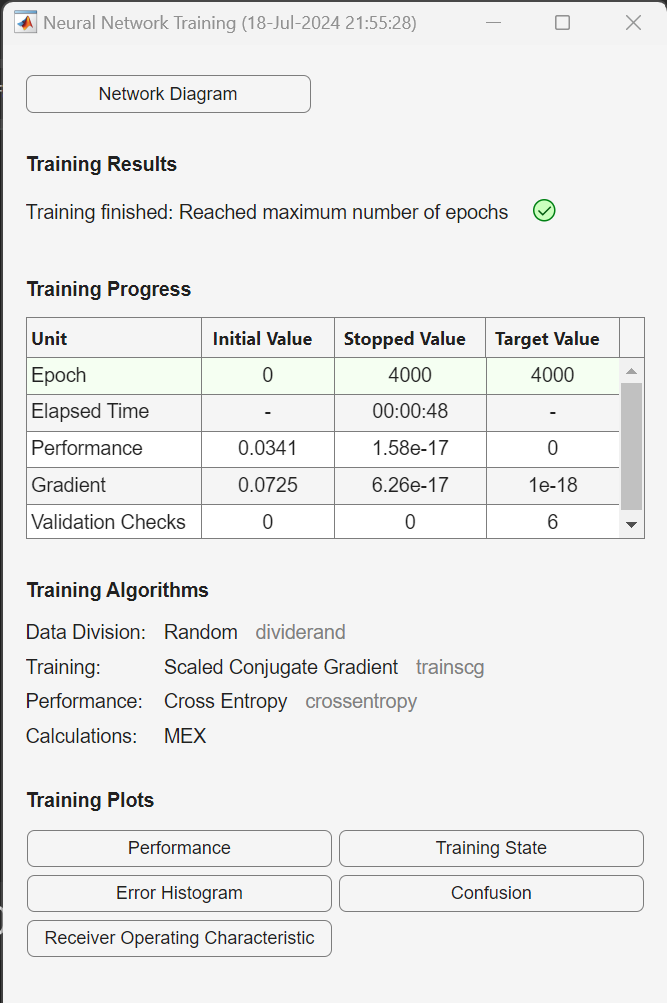 Neural Network Training (18-Jul-2024 21:55:28)
Network Diagram
Training Results
Training finished: Reached maximum number of epochs
Training Progress
Unit Initial Value Stopped Value Target Value
Epoch 0 4000 4000
Elapsed Time - 00:00:48 -
Performance 0.0341 1.58e-17 0
Gradient 0.0725 6.26e-17 1e-18
Validation Checks 0 0 6
Training Algorithms
Data Division: Random dividerand
Training: Scaled Conjugate Gradient trainscg
Performance: Cross Entropy crossentropy
Calculations: MEX
Training Plots
Performance Training State
Error Histogram Confusion
Receiver Operating Characteristic